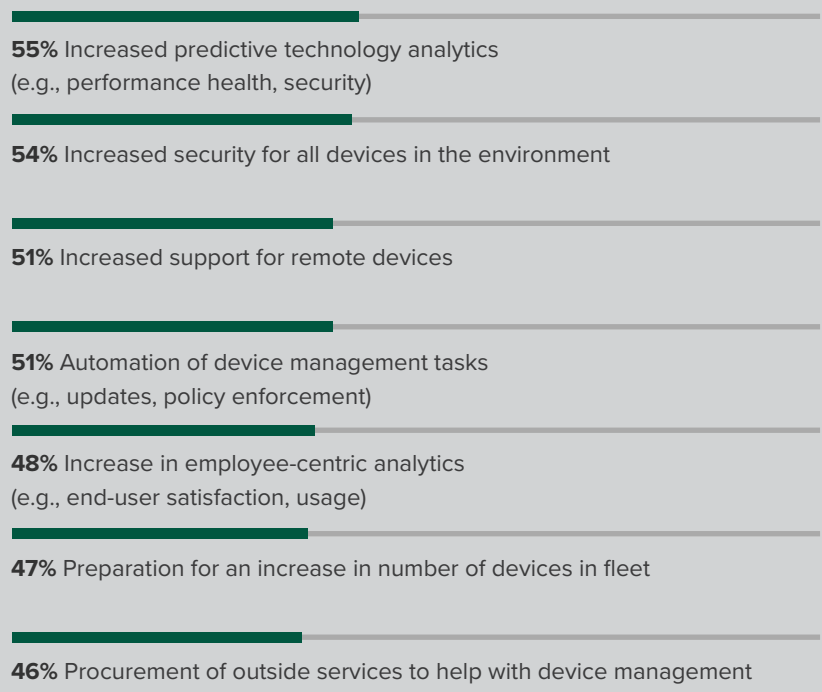 55% Increased predictive technology analytics
(e.g., performance health, security)
54% Increased security for all devices in the environment
51% Increased support for remote devices
51% Automation of device management tasks
(e.g., updates, policy enforcement)
48% Increase in employee-centric analytics
(e.g., end-user satisfaction, usage)
47% Preparation for an increase in number of devices in fleet
46% Procurement of outside services to help with device management